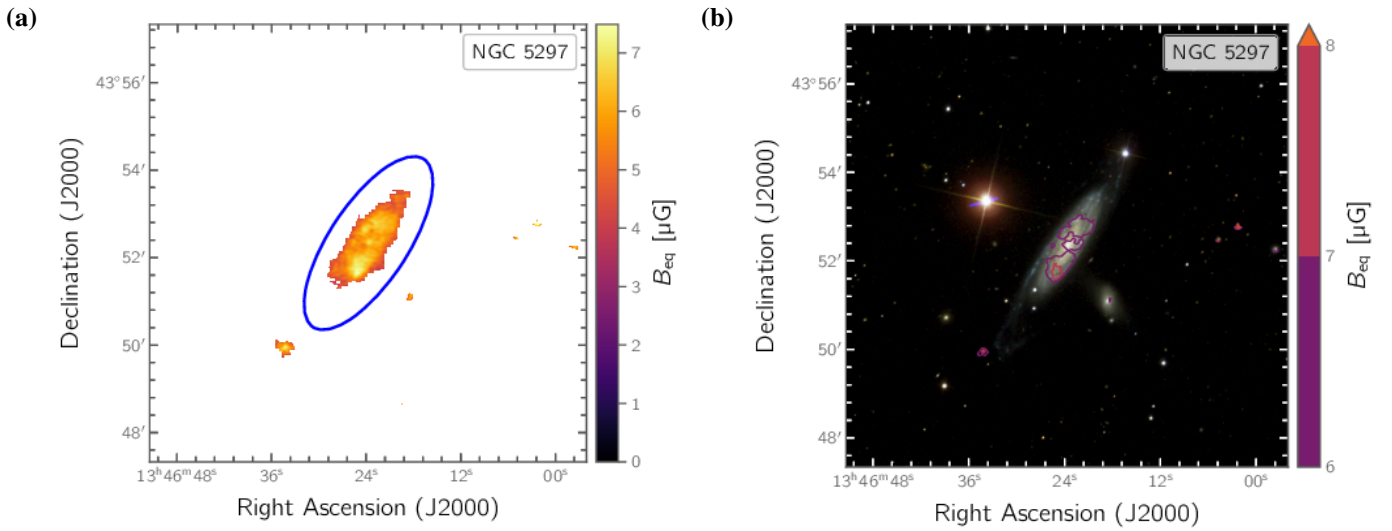 (a)
NGC 5297
43°56′
54′
52′
50′
48′
Declination (J2000)
13ʰ46ᵐ48ˢ
36ˢ
24ˢ
12ˢ
00ˢ
Right Ascension (J2000)
7
6
5
4
3
2
1
0
B_eq [μG]
(b)
NGC 5297
43°56′
54′
52′
50′
48′
Declination (J2000)
13ʰ46ᵐ48ˢ
36ˢ
24ˢ
12ˢ
00ˢ
Right Ascension (J2000)
8
7
6
B_eq [μG]